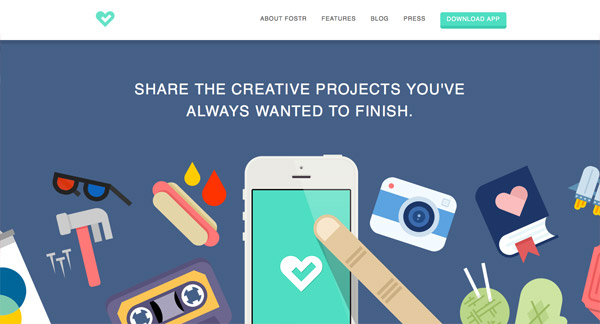 ABOUT FOSTR
FEATURES
BLOG
PRESS
DOWNLOAD APP
SHARE THE CREATIVE PROJECTS YOU'VE
ALWAYS WANTED TO FINISH.